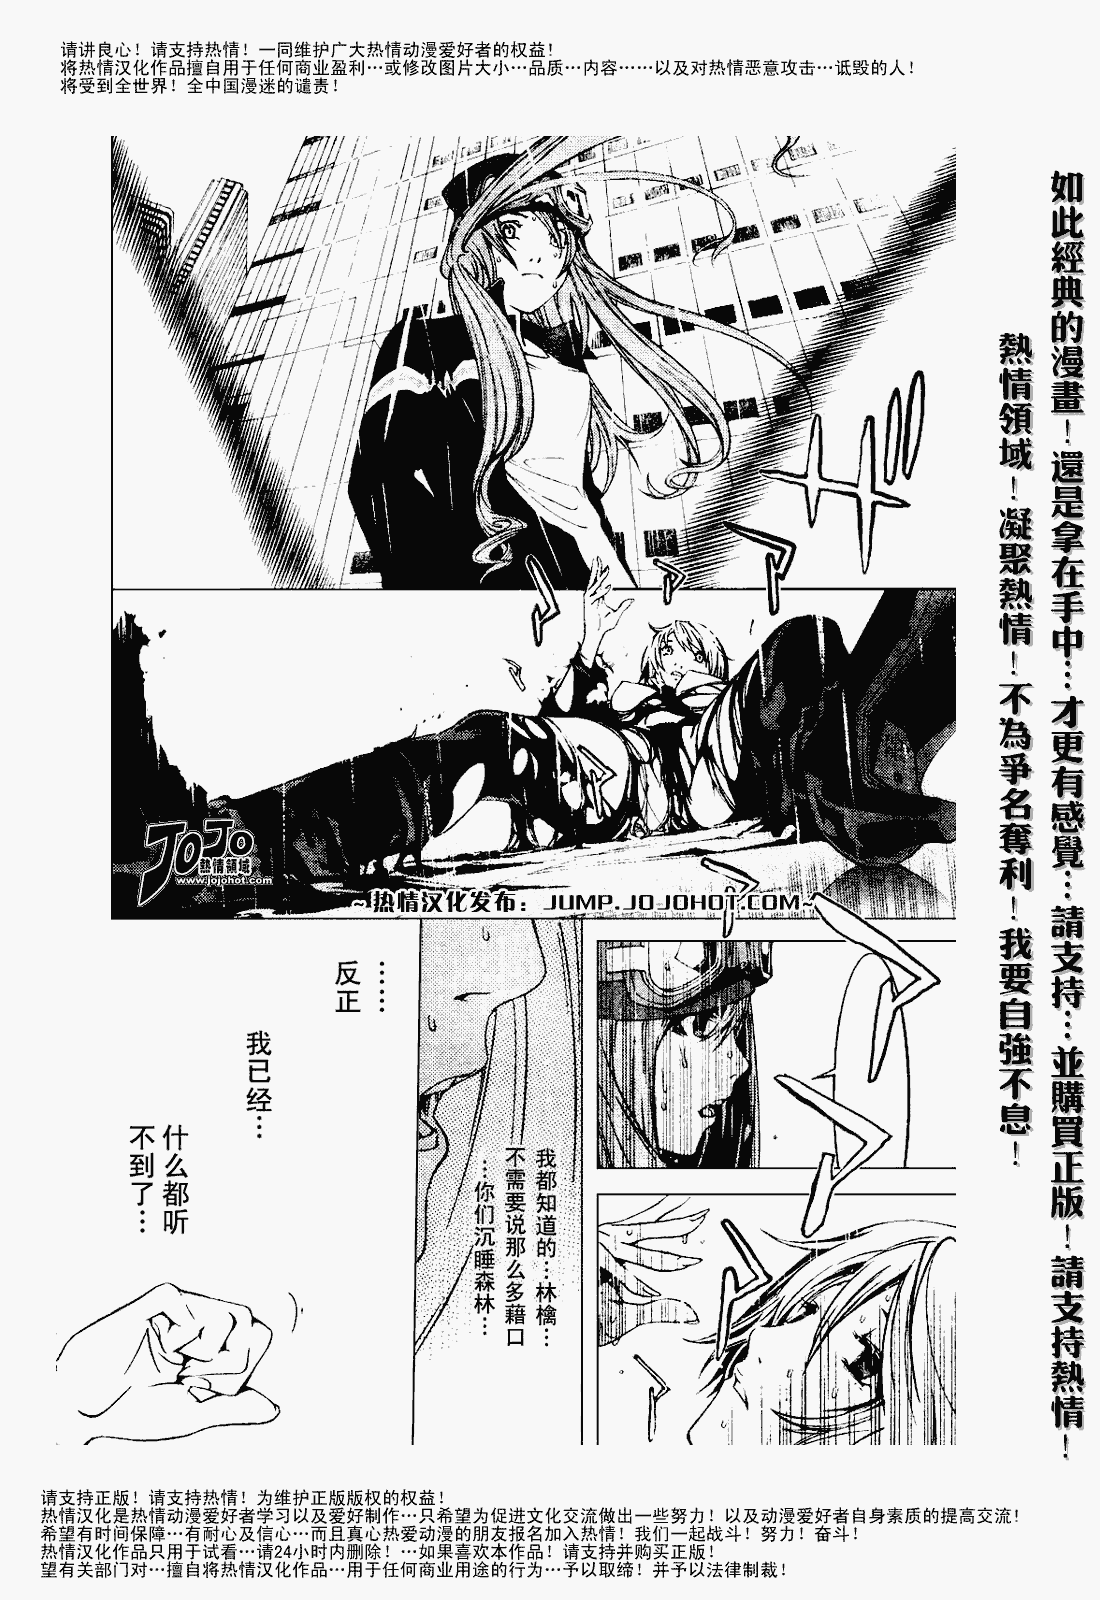 请讲良心！请支持热情！一同维护广大热情动漫爱好者的权益！
将热情汉化作品擅自用于任何商业盈利…或修改图片大小…品质…内容……以及对热情恶意攻击…诋毁的人！
将受到全世界！全中国漫迷的谴责！
如此經典的漫畫！還是拿在手中…才更有感覺…請支持…並購買正版！請支持熱情！
熱情領域！凝聚熱情！不為爭名奪利！我要自強不息！
JOJO
熱情領域
www.jojohot.com
~热情汉化发布：JUMP.JOJOHOT.COM~
我都知道的…林檎…
不需要说那么多藉口
…你们沉睡森林…
……
反正
我已经…
什么都听
不到了…
请支持正版！请支持热情！为维护正版版权的权益！
热情汉化是热情动漫爱好者学习以及爱好制作…只希望为促进文化交流做出一些努力！以及动漫爱好者自身素质的提高交流！
希望有时间保障…有耐心及信心…而且真心热爱动漫的朋友报名加入热情！我们一起战斗！努力！奋斗！
热情汉化作品只用于试看…请24小时内删除！…如果喜欢本作品！请支持并购买正版！
望有关部门对…擅自将热情汉化作品…用于任何商业用途的行为…予以取缔！并予以法律制裁！